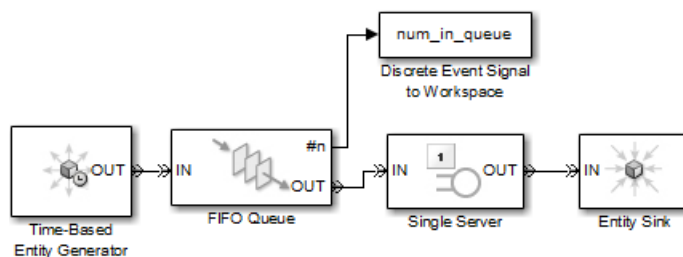 num_in_queue
Discrete Event Signal
to Workspace
#n
OUT
IN
OUT
IN
1
OUT
IN
Time-Based
Entity Generator
FIFO Queue
Single Server
Entity Sink